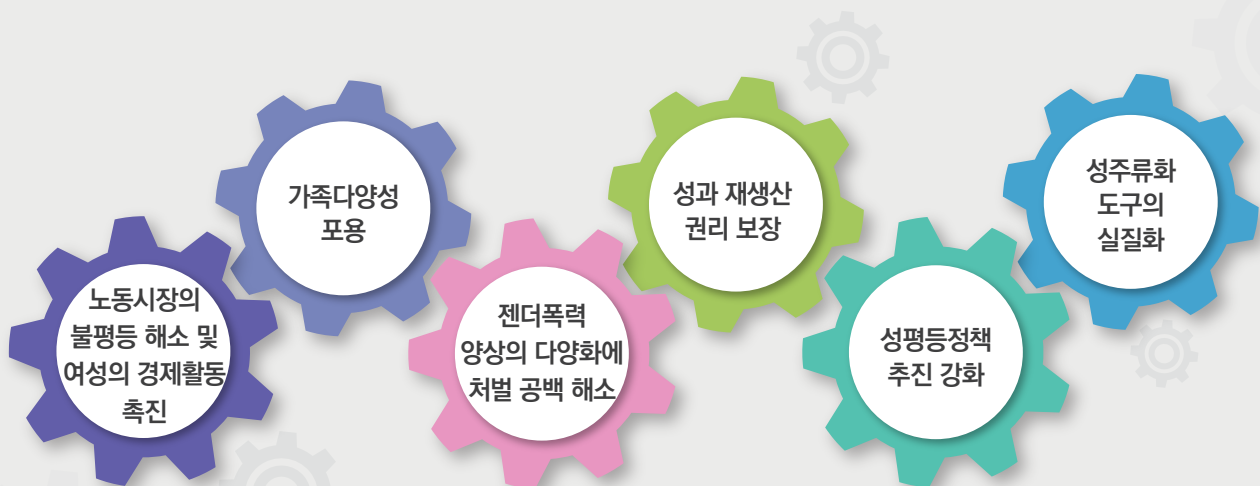 노동시장의
불평등 해소 및
여성의 경제활동
촉진
가족다양성
포용
젠더폭력
양상의 다양화에
처벌 공백 해소
성과 재생산
권리 보장
성평등정책
추진 강화
성주류화
도구의
실질화